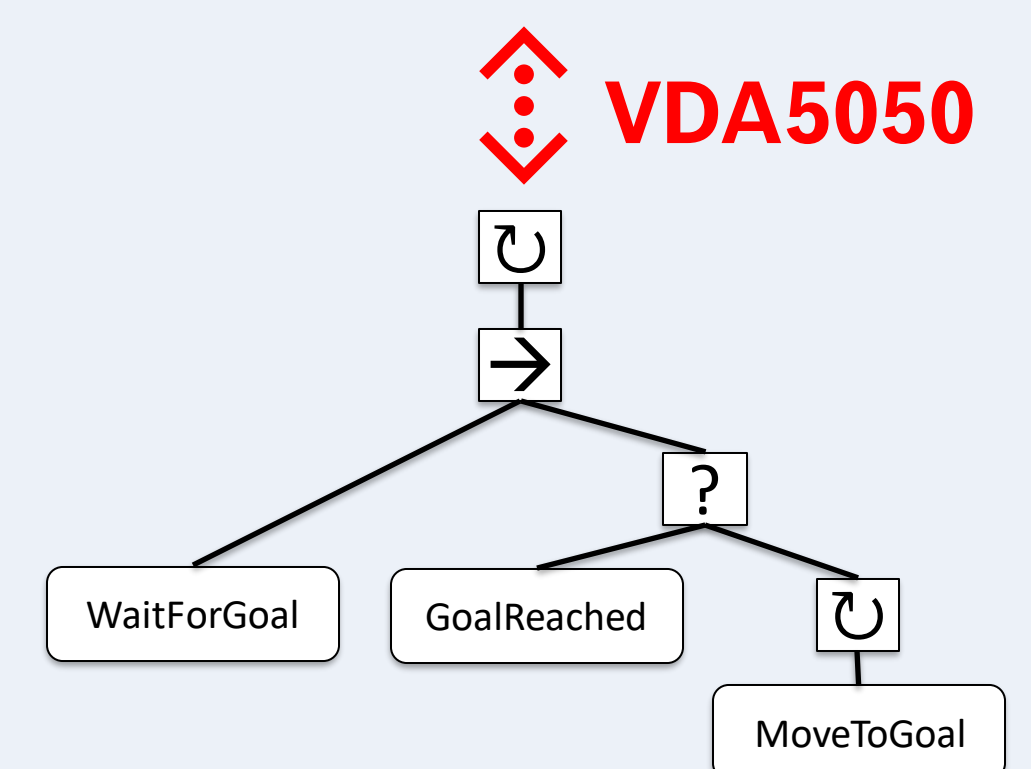 VDA5050
↻
→
?
WaitForGoal
GoalReached
↻
MoveToGoal